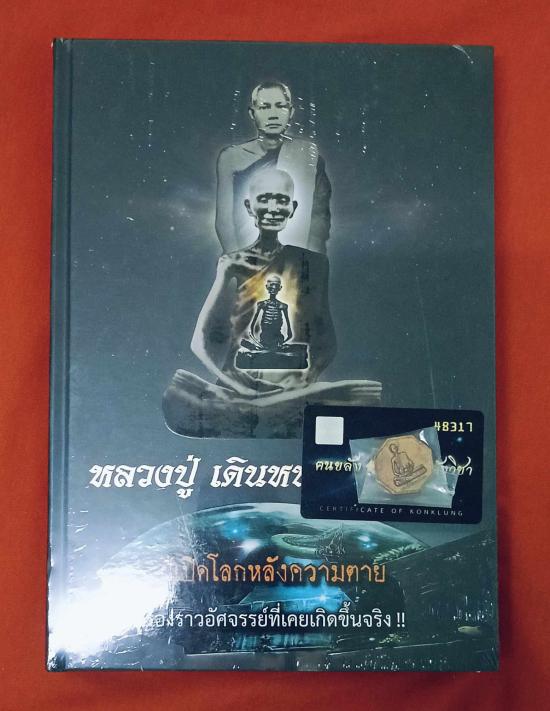 48317
หลวงปู่ เดินหน
คนขลัง
วิชา
CERTIFICATE OF KONKLUNG
เปิดโลกหลังความตาย
องราวอัศจรรย์ที่เคยเกิดขึ้นจริง !!